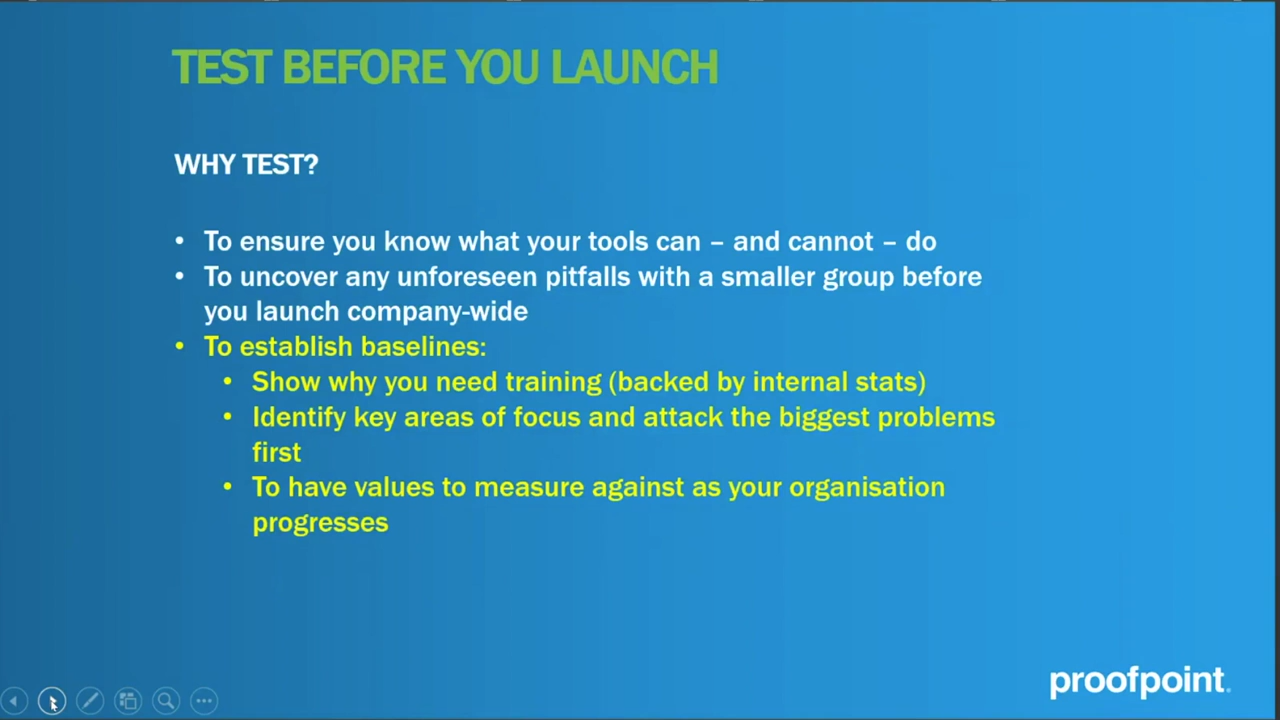 TEST BEFORE YOU LAUNCH
WHY TEST?
• To ensure you know what your tools can – and cannot – do
• To uncover any unforeseen pitfalls with a smaller group before
you launch company-wide
• To establish baselines:
• Show why you need training (backed by internal stats)
• Identify key areas of focus and attack the biggest problems
first
• To have values to measure against as your organisation
progresses
proofpoint.